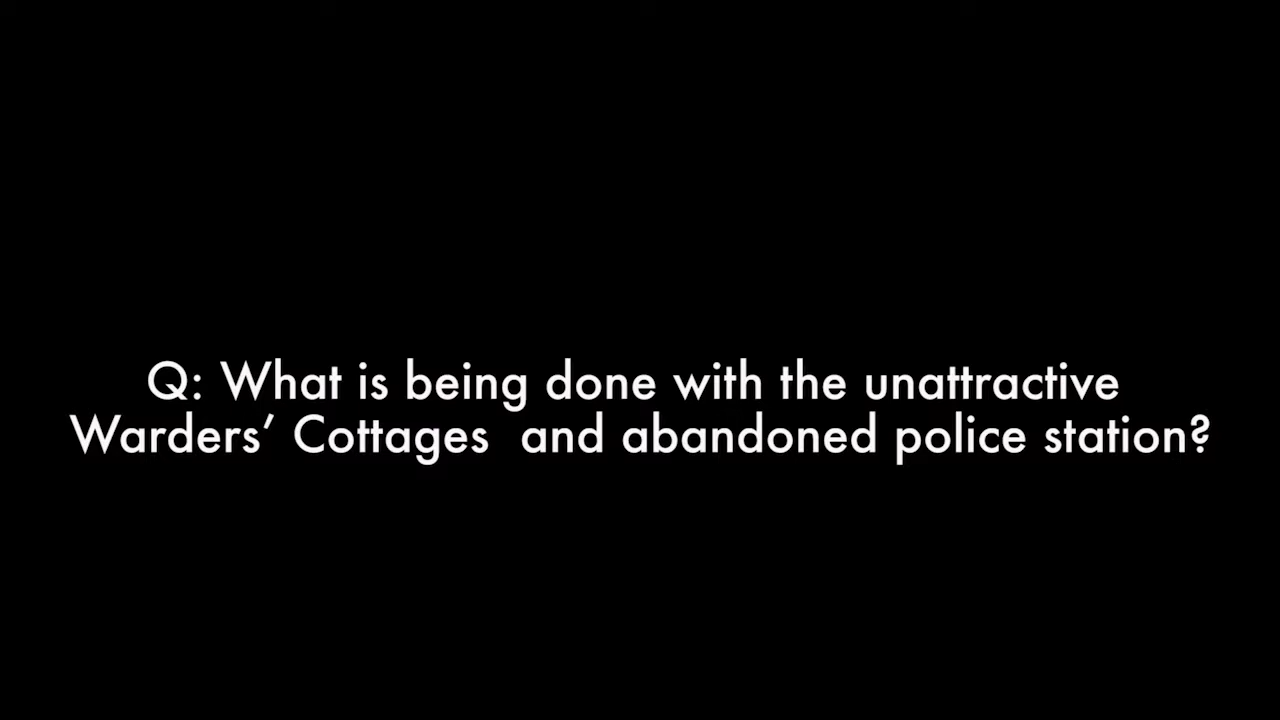 Q: What is being done with the unattractive
Warders’ Cottages  and abandoned police station?